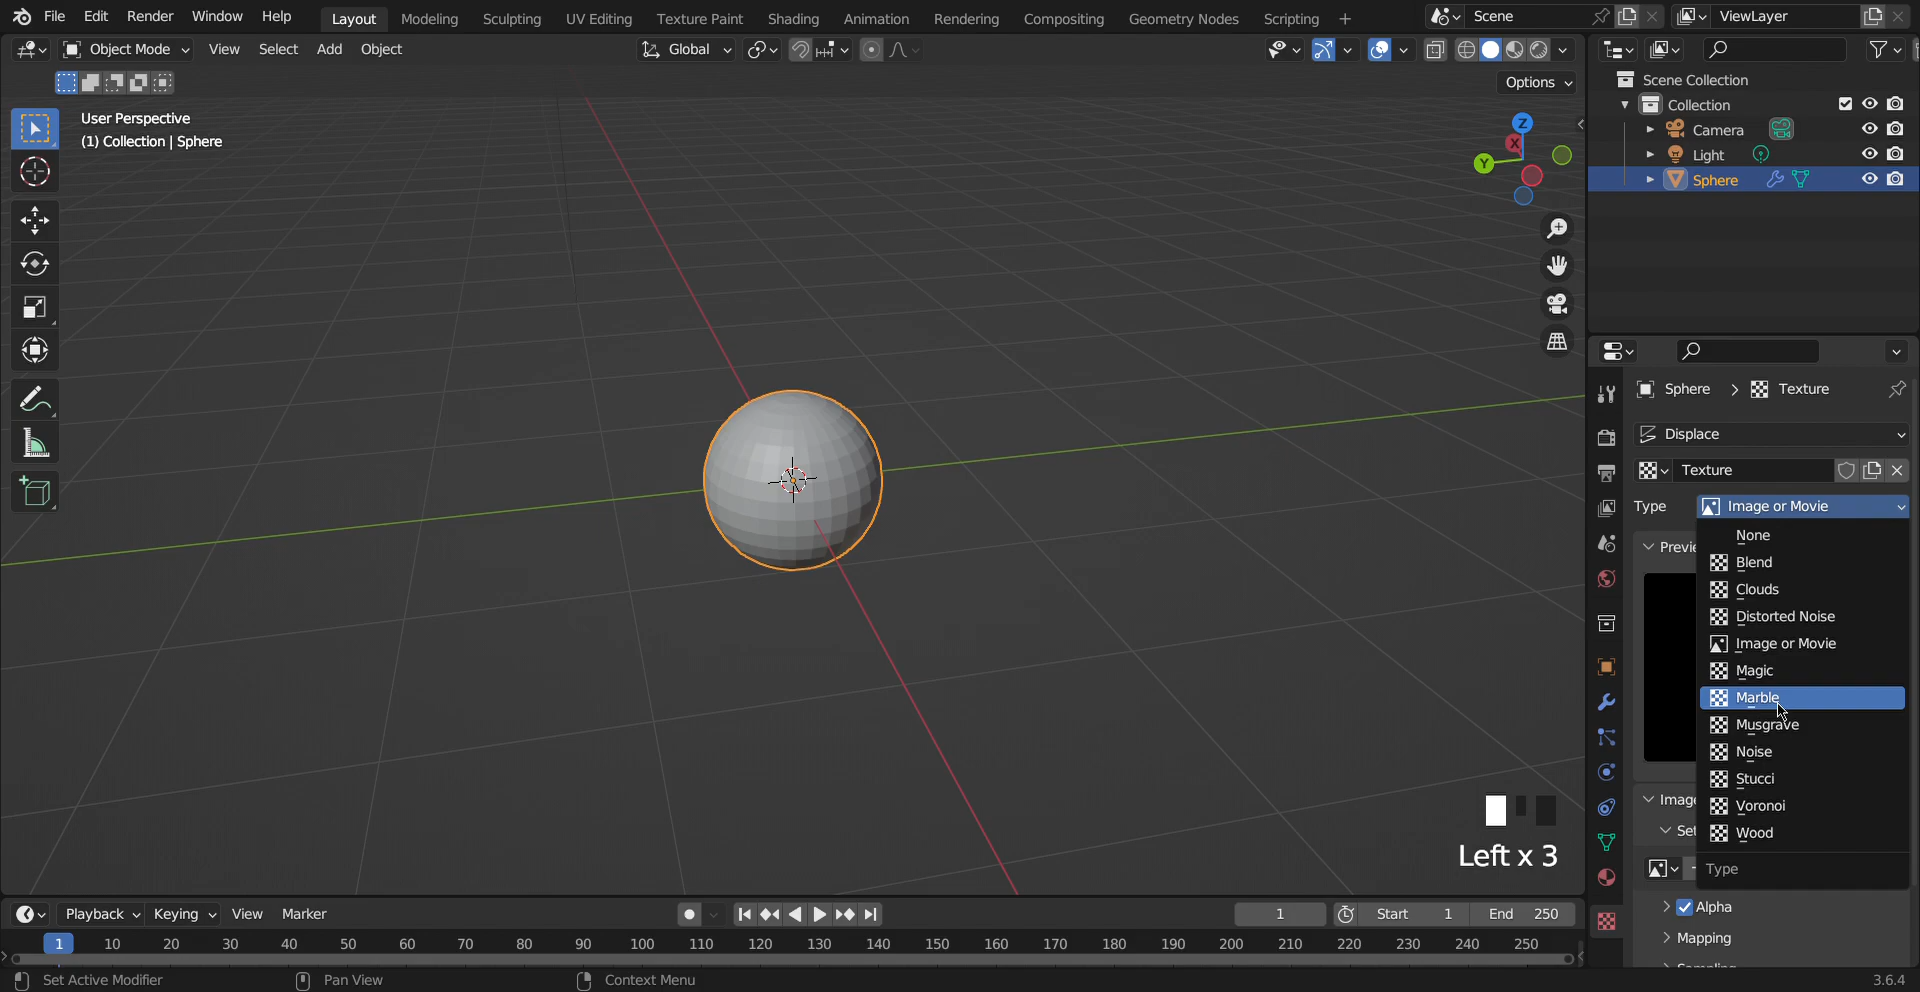 File Edit Render Window Help Layout Modeling Sculpting UV Editing Texture Paint Shading Animation Rendering Compositing Geometry Nodes Scripting + Scene ViewLayer
Object Mode View Select Add Object Global
Options
User Perspective
(1) Collection | Sphere
Z
X
Y
Scene Collection
Collection
Camera
Light
Sphere
Sphere > Texture
Displace
Texture
Type Image or Movie
None
Blend
Clouds
Distorted Noise
Image or Movie
Magic
Marble
Musgrave
Noise
Stucci
Voronoi
Wood
Type
Alpha
Mapping
Left x 3
Playback Keying View Marker 1 Start 1 End 250
1 10 20 30 40 50 60 70 80 90 100 110 120 130 140 150 160 170 180 190 200 210 220 230 240 250
Set Active Modifier Pan View Context Menu 3.6.4